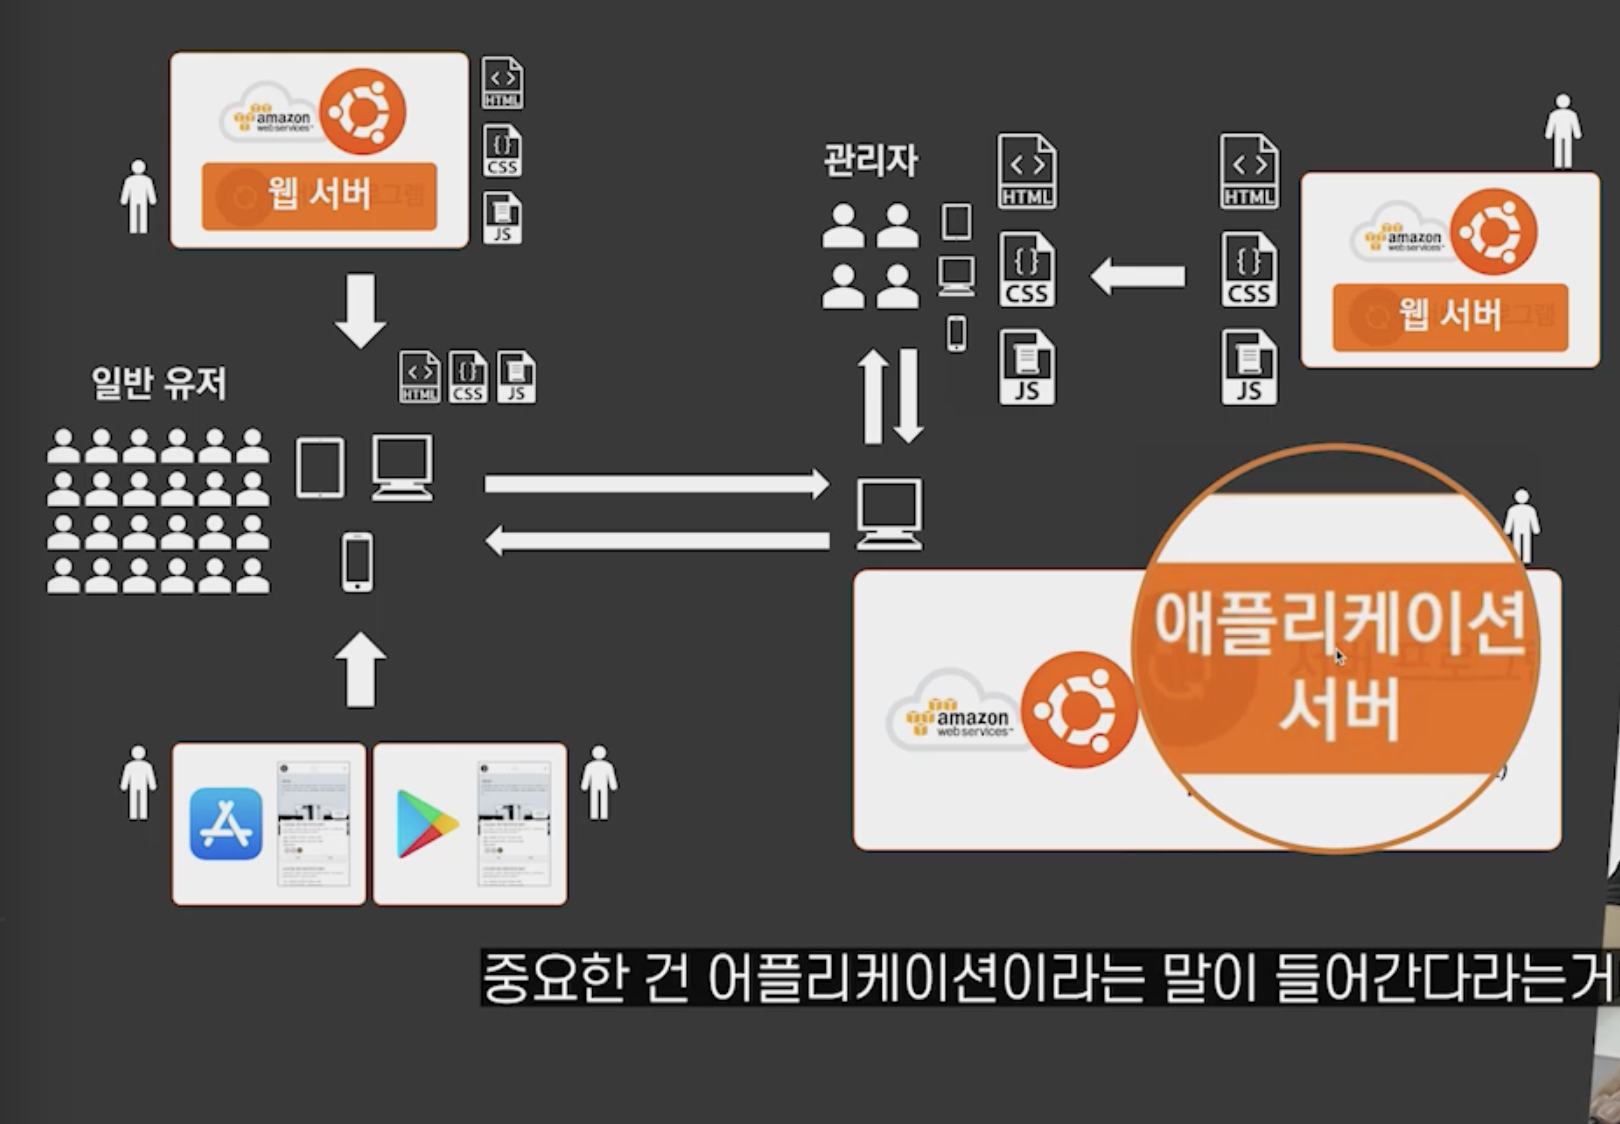 amazon
web services™
웹 서버
HTML
CSS
JS
관리자
HTML
CSS
JS
HTML
CSS
JS
amazon
web services™
웹 서버
일반 유저
HTML
CSS
JS
애플리케이션
서버
amazon
web services™
중요한 건 어플리케이션이라는 말이 들어간다라는거